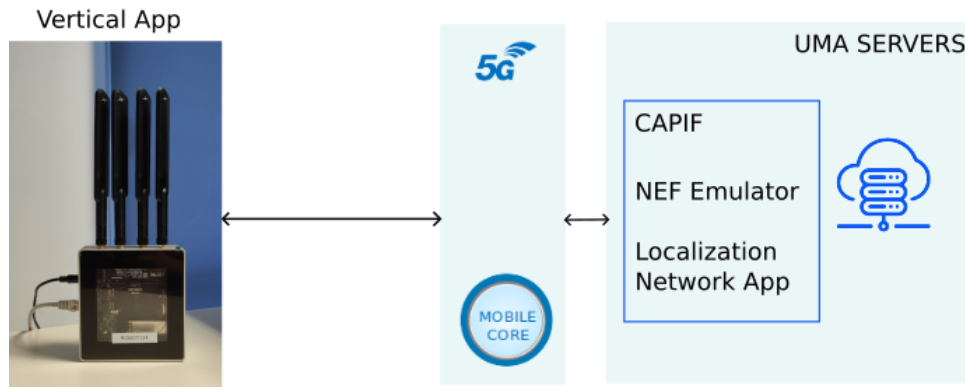 Vertical App
5G
UMA SERVERS
CAPIF
NEF Emulator
Localization
Network App
MOBILE
CORE